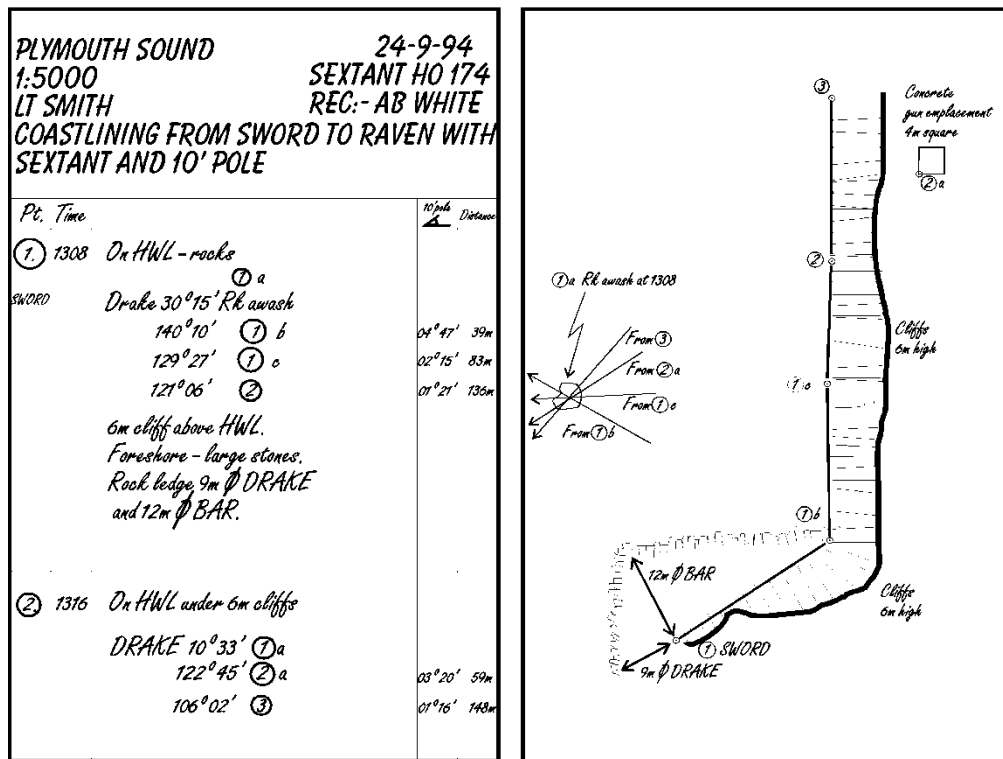 PLYMOUTH SOUND 24-9-94
1:5000 SEXTANT HO 174
LT SMITH REC:- AB WHITE
COASTLINING FROM SWORD TO RAVEN WITH
SEXTANT AND 10' POLE
Pt. Time 10'pole Distance
1. 1308 On HWL - rocks
1 a
SWORD Drake 30°15' Rk awash
140°10' 1 b 04°47' 39m
129°27' 1 c 02°15' 83m
121°06' 2 01°21' 136m
6m cliff above HWL.
Foreshore - large stones.
Rock ledge 9m ϕ DRAKE
and 12m ϕ BAR.
2. 1316 On HWL under 6m cliffs
DRAKE 10°33' 1 a
122°45' 2 a 03°20' 59m
106°02' 3 01°16' 148m
3
Concrete
gun emplacement
4m square
2 a
2
1 a Rk awash at 1308
From 3
From 2 a
From 1 c
From 1 b
Cliffs
6m high
1 c
1 b
12m ϕ BAR
Cliffs
6m high
1 SWORD
9m ϕ DRAKE